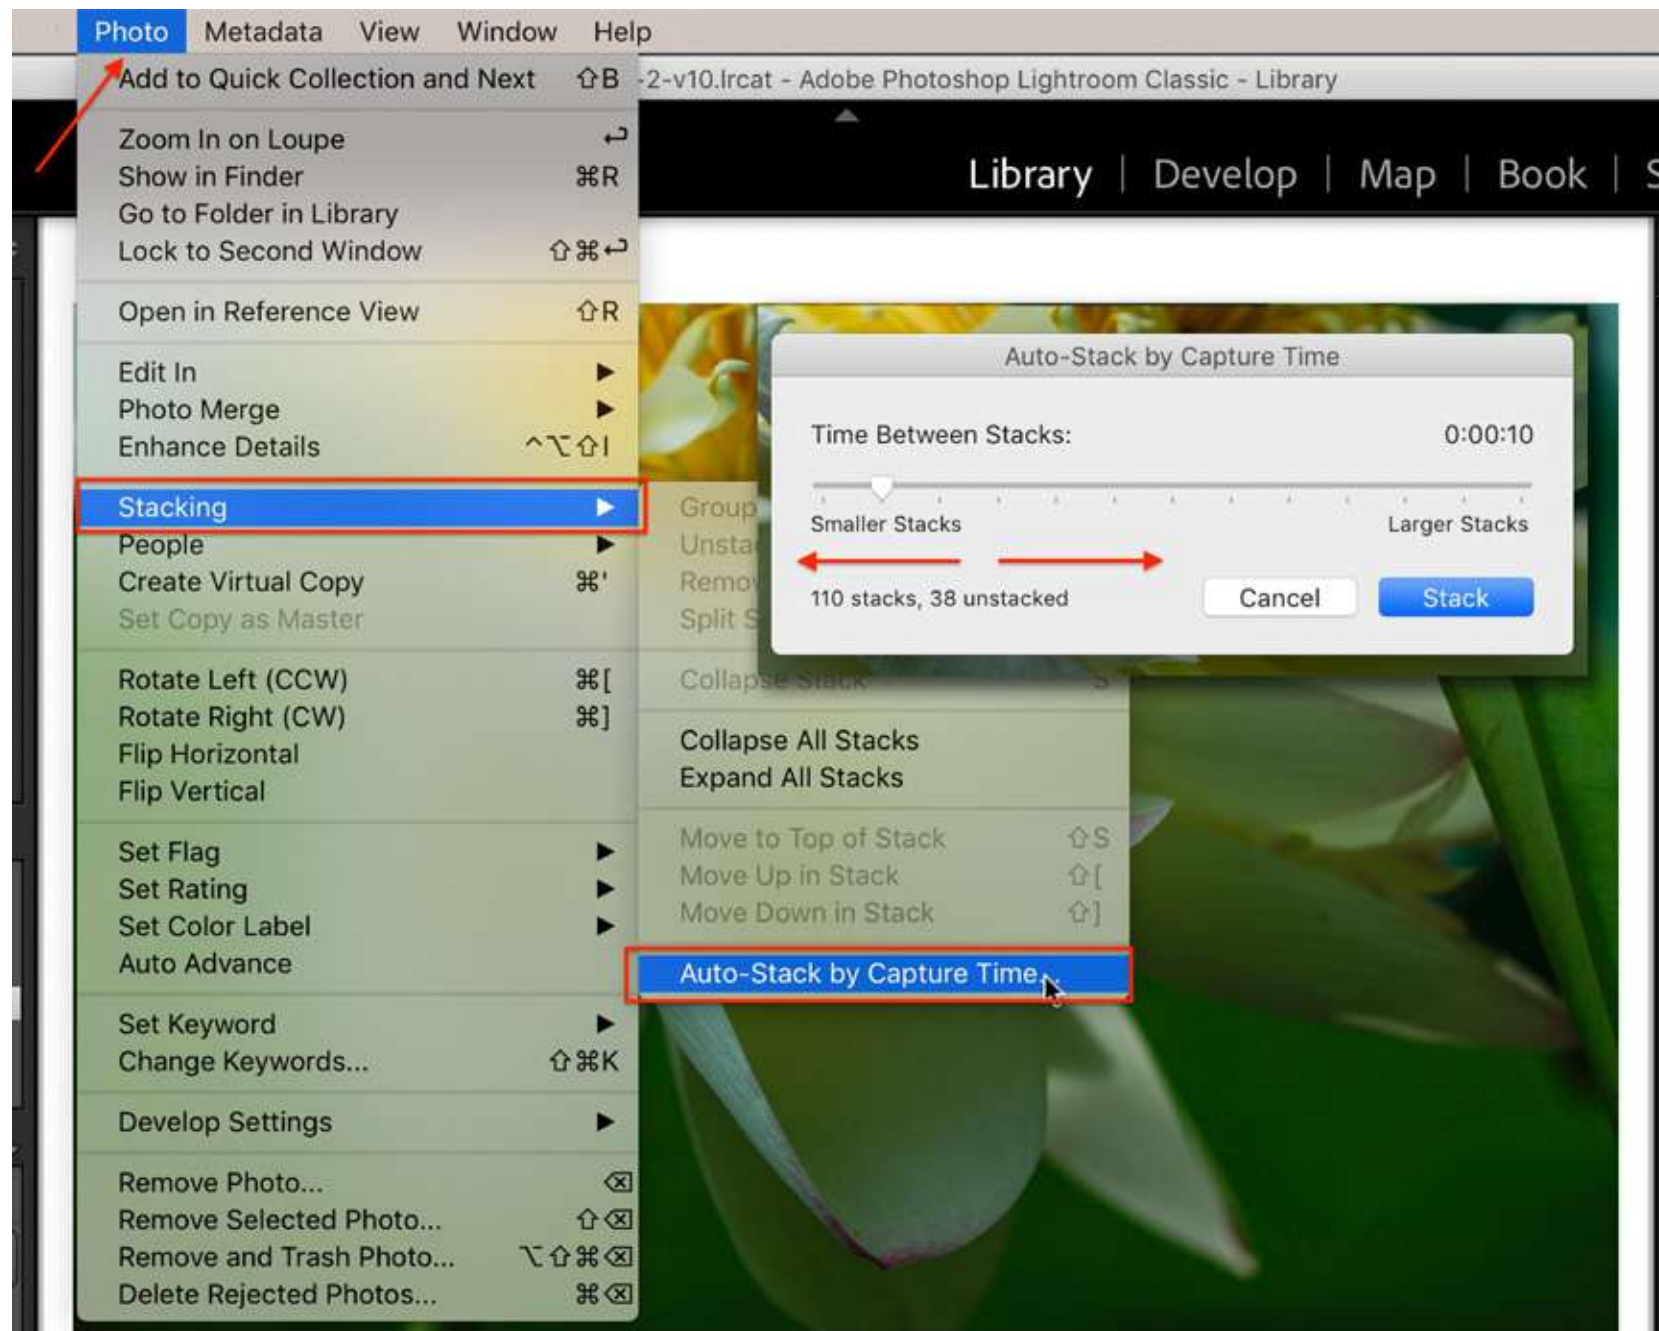 Photo Metadata View Window Help
-2-v10.lrcat - Adobe Photoshop Lightroom Classic - Library
Library | Develop | Map | Book |
Add to Quick Collection and Next ⇧B
Zoom In on Loupe ↩
Show in Finder ⌘R
Go to Folder in Library
Lock to Second Window ⇧⌘↩
Open in Reference View ⇧R
Edit In ▶
Photo Merge ▶
Enhance Details ^⌥⇧I
Stacking ▶
People ▶
Create Virtual Copy ⌘'
Set Copy as Master
Rotate Left (CCW) ⌘[
Rotate Right (CW) ⌘]
Flip Horizontal
Flip Vertical
Set Flag ▶
Set Rating ▶
Set Color Label ▶
Auto Advance
Set Keyword ▶
Change Keywords... ⇧⌘K
Develop Settings ▶
Remove Photo... ⌫
Remove Selected Photo... ⇧⌫
Remove and Trash Photo... ⌥⇧⌘⌫
Delete Rejected Photos... ⌘⌫
Group
Split S
Collapse Stack S
Collapse All Stacks
Expand All Stacks
Move to Top of Stack ⇧S
Move Up in Stack ⇧[
Move Down in Stack ⇧]
Auto-Stack by Capture Time
Auto-Stack by Capture Time
Time Between Stacks: 0:00:10
Smaller Stacks Larger Stacks
110 stacks, 38 unstacked Cancel Stack